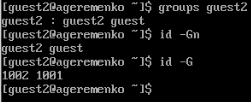 [guest2@ageremenko ~]$ groups guest2
guest2 : guest2 guest
[guest2@ageremenko ~]$ id -Gn
guest2 guest
[guest2@ageremenko ~]$ id -G
1002 1001
[guest2@ageremenko ~]$